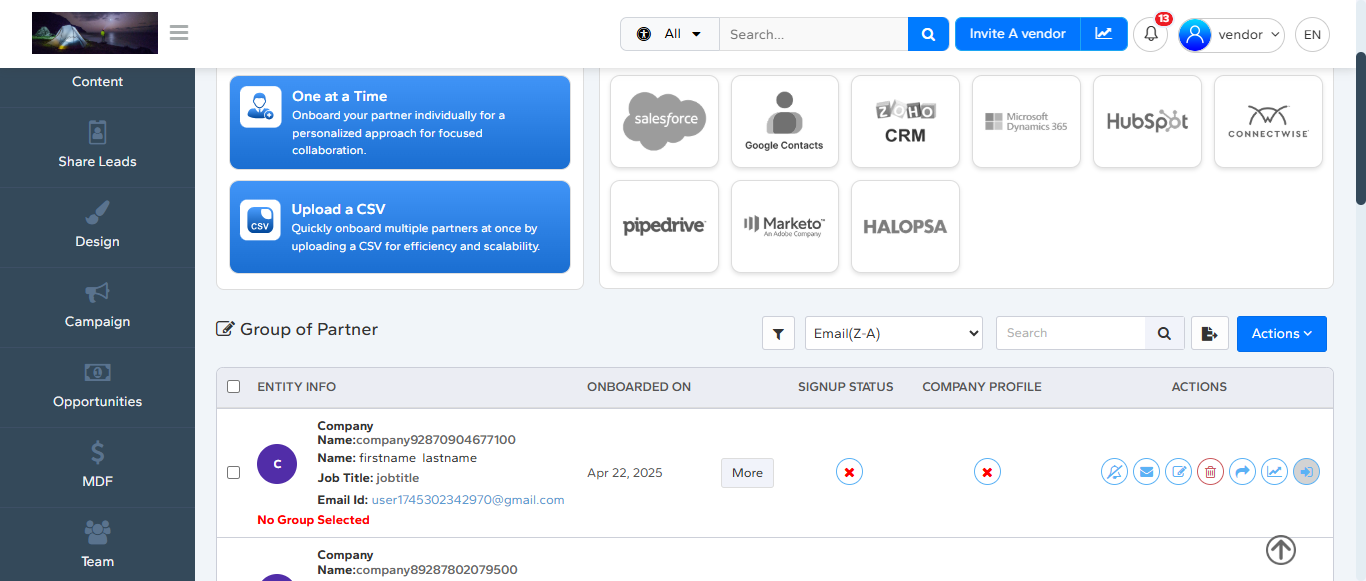 All
Search...
Invite A vendor
13
vendor
EN
Content
Share Leads
Design
Campaign
Opportunities
MDF
Team
One at a Time
Onboard your partner individually for a
personalized approach for focused
collaboration.
CSV
Upload a CSV
Quickly onboard multiple partners at once by
uploading a CSV for efficiency and scalability.
salesforce
Google Contacts
ZOHO
CRM
Microsoft
Dynamics 365
HubSpot
CONNECTWISE
pipedrive
Marketo™
An Adobe Company
HALOPSA
Group of Partner
Email(Z-A)
Search
Actions
ENTITY INFO
ONBOARDED ON
SIGNUP STATUS
COMPANY PROFILE
ACTIONS
C
Company
Name:company92870904677100
Name: firstname lastname
Job Title: jobtitle
Email Id: user1745302342970@gmail.com
No Group Selected
Apr 22, 2025
More
Company
Name:company89287802079500